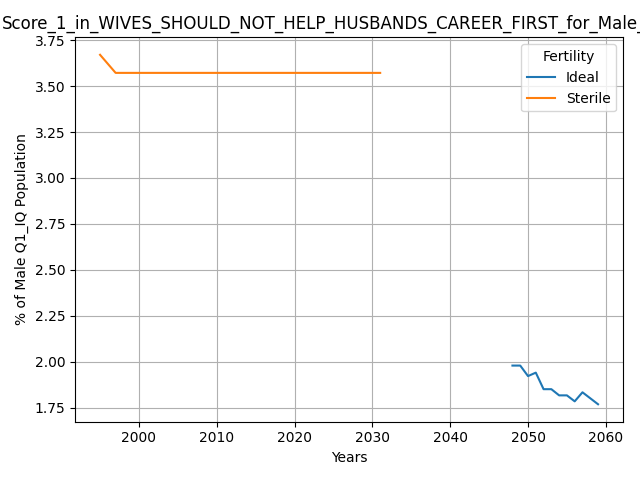 Score_1_in_WIVES_SHOULD_NOT_HELP_HUSBANDS_CAREER_FIRST_for_Male_
Fertility
Ideal
Sterile
% of Male Q1_IQ Population
3.75
3.50
3.25
3.00
2.75
2.50
2.25
2.00
1.75
2000
2010
2020
2030
2040
2050
2060
Years